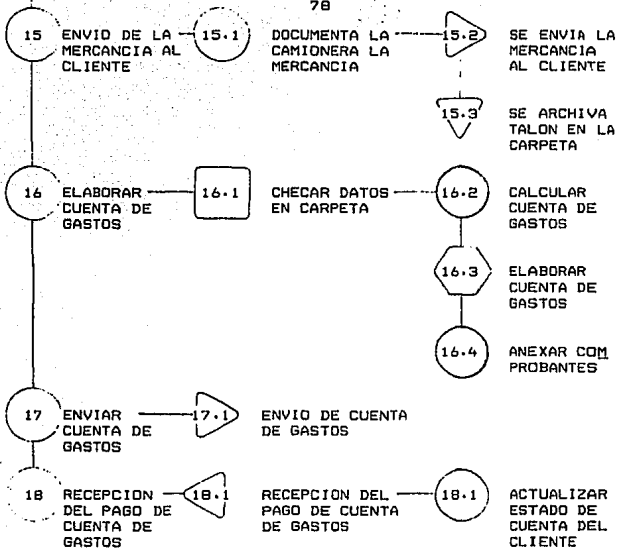 78
15 ENVIO DE LA MERCANCIA AL CLIENTE
15.1 DOCUMENTA LA CAMIONERA LA MERCANCIA
15.2 SE ENVIA LA MERCANCIA AL CLIENTE
15.3 SE ARCHIVA TALON EN LA CARPETA
16 ELABORAR CUENTA DE GASTOS
16.1 CHECAR DATOS EN CARPETA
16.2 CALCULAR CUENTA DE GASTOS
16.3 ELABORAR CUENTA DE GASTOS
16.4 ANEXAR COM PROBANTES
17 ENVIAR CUENTA DE GASTOS
17.1 ENVIO DE CUENTA DE GASTOS
18 RECEPCION DEL PAGO DE CUENTA DE GASTOS
18.1 RECEPCION DEL PAGO DE CUENTA DE GASTOS
18.1 ACTUALIZAR ESTADO DE CUENTA DEL CLIENTE